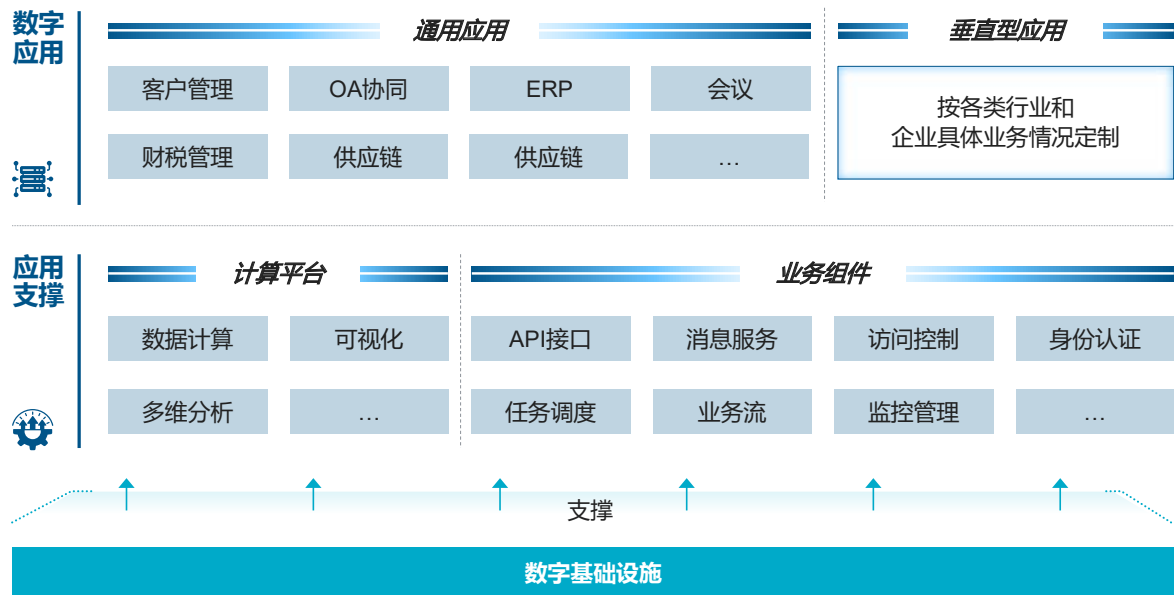 数字
应用
通用应用
垂直型应用
客户管理
OA协同
ERP
会议
按各类行业和
企业具体业务情况定制
财税管理
供应链
供应链
…
应用
支撑
计算平台
业务组件
数据计算
可视化
API接口
消息服务
访问控制
身份认证
多维分析
…
任务调度
业务流
监控管理
…
支撑
数字基础设施